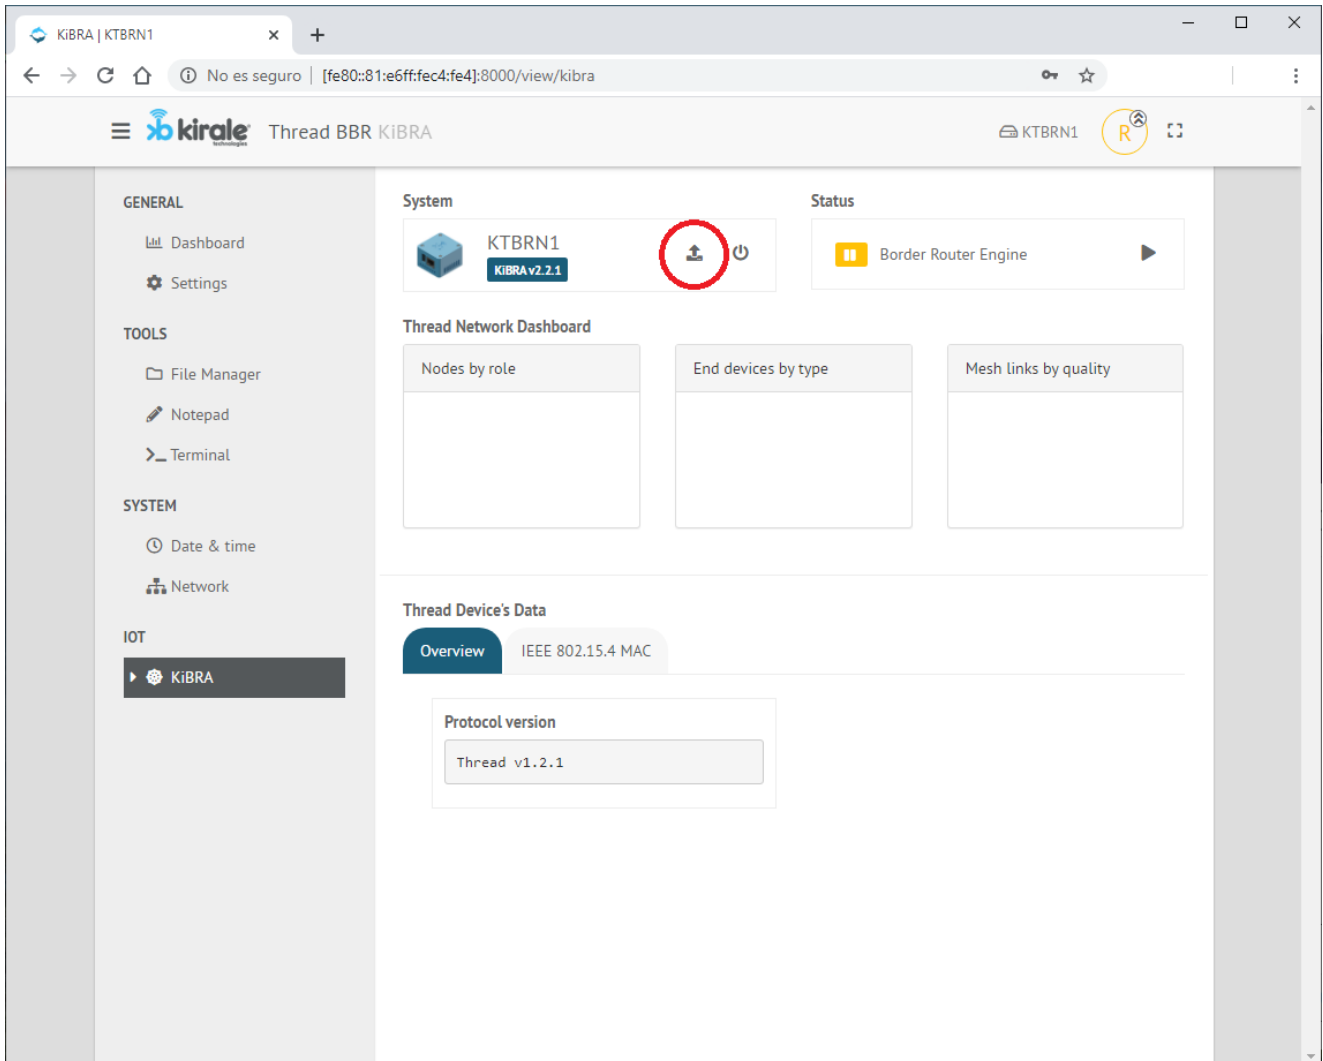 KiBRA | KTBRN1
No es seguro | [fe80::81:e6ff:fec4:fe4]:8000/view/kibra
kb kirale technologies Thread BBR KiBRA
KTBRN1 R
GENERAL
Dashboard
Settings
TOOLS
File Manager
Notepad
Terminal
SYSTEM
Date & time
Network
IOT
KiBRA
System
KTBRN1
KiBRA v2.2.1
Status
Border Router Engine
Thread Network Dashboard
Nodes by role
End devices by type
Mesh links by quality
Thread Device's Data
Overview IEEE 802.15.4 MAC
Protocol version
Thread v1.2.1